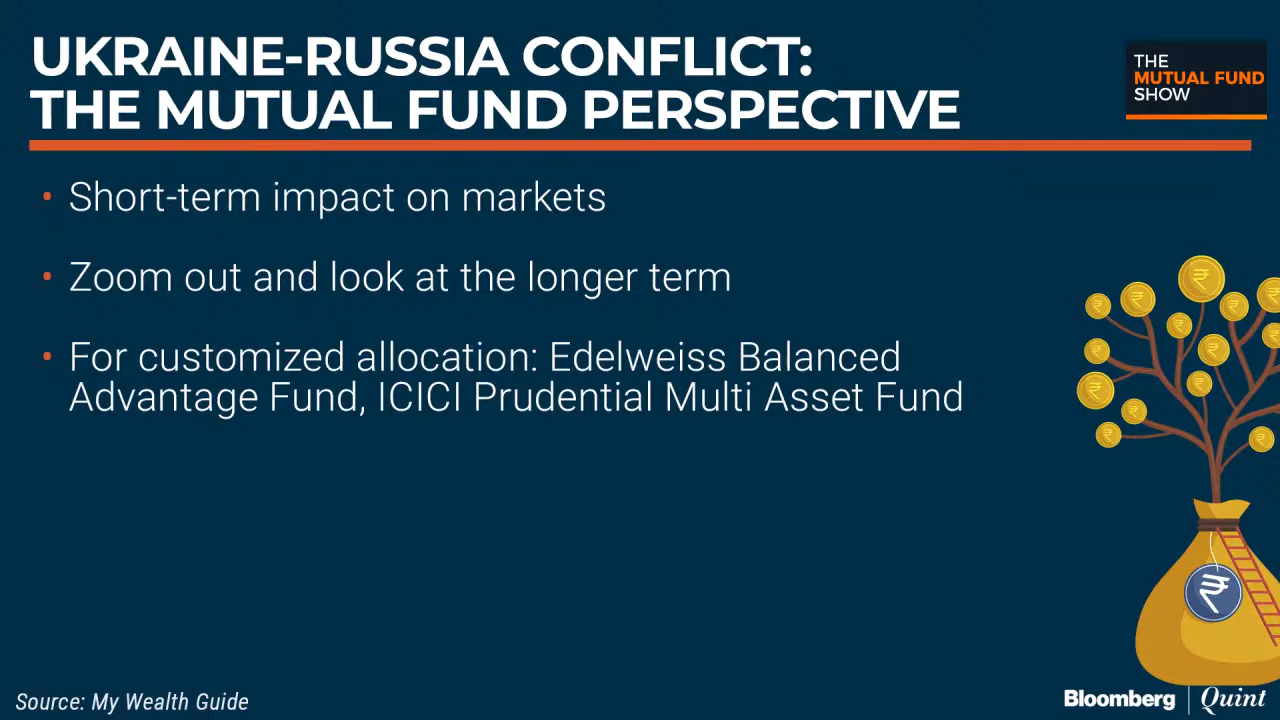 UKRAINE-RUSSIA CONFLICT:
THE MUTUAL FUND PERSPECTIVE
THE
MUTUAL FUND
SHOW
• Short-term impact on markets
• Zoom out and look at the longer term
• For customized allocation: Edelweiss Balanced
Advantage Fund, ICICI Prudential Multi Asset Fund
₹
Source: My Wealth Guide
Bloomberg | Quint